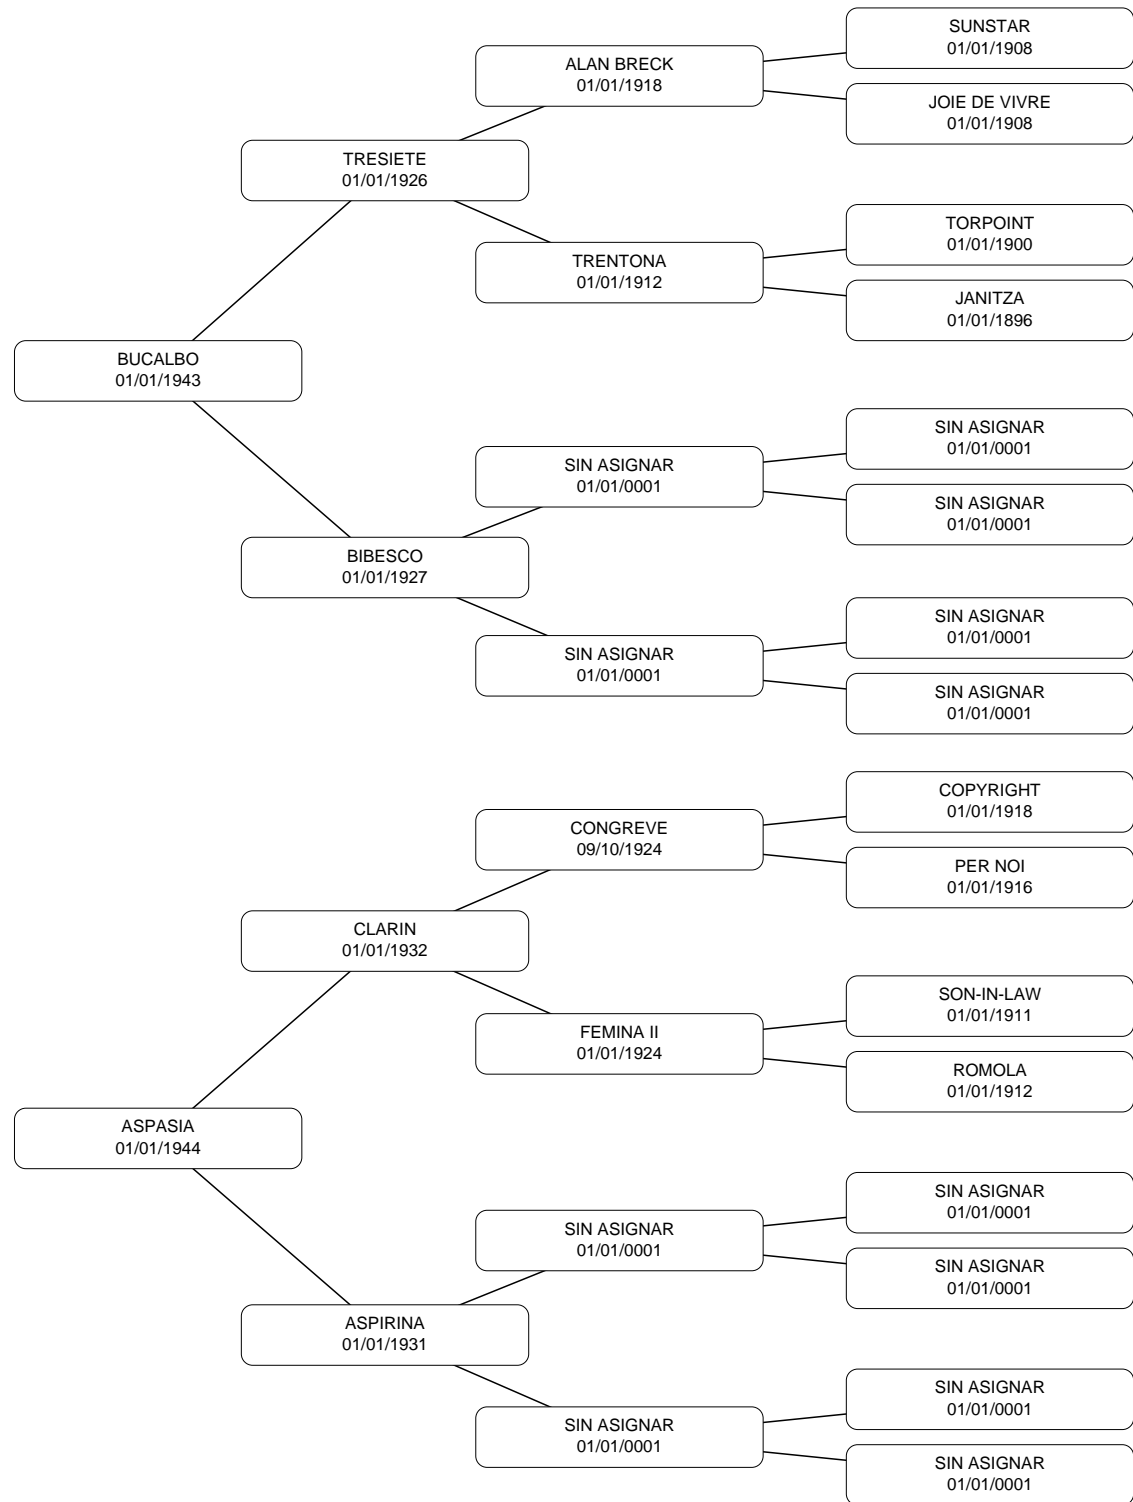 SUNSTAR
01/01/1908
ALAN BRECK
01/01/1918
JOIE DE VIVRE
01/01/1908
TRESIETE
01/01/1926
TORPOINT
01/01/1900
TRENTONA
01/01/1912
JANITZA
01/01/1896
BUCALBO
01/01/1943
SIN ASIGNAR
01/01/0001
SIN ASIGNAR
01/01/0001
SIN ASIGNAR
01/01/0001
BIBESCO
01/01/1927
SIN ASIGNAR
01/01/0001
SIN ASIGNAR
01/01/0001
SIN ASIGNAR
01/01/0001
COPYRIGHT
01/01/1918
CONGREVE
09/10/1924
PER NOI
01/01/1916
CLARIN
01/01/1932
SON-IN-LAW
01/01/1911
FEMINA II
01/01/1924
ROMOLA
01/01/1912
ASPASIA
01/01/1944
SIN ASIGNAR
01/01/0001
SIN ASIGNAR
01/01/0001
SIN ASIGNAR
01/01/0001
ASPIRINA
01/01/1931
SIN ASIGNAR
01/01/0001
SIN ASIGNAR
01/01/0001
SIN ASIGNAR
01/01/0001